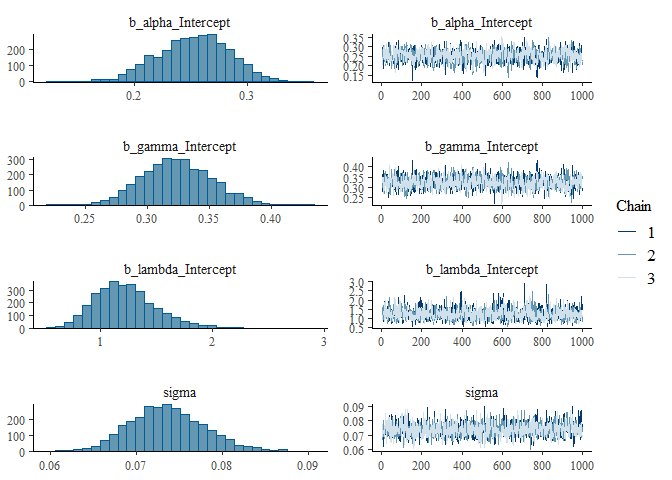 b_alpha_Intercept
200
100
0
0.2 0.3
b_alpha_Intercept
0.35
0.30
0.25
0.20
0.15
0 200 400 600 800 1000
b_gamma_Intercept
300
200
100
0
0.25 0.30 0.35 0.40
b_gamma_Intercept
0.40
0.35
0.30
0.25
0 200 400 600 800 1000
b_lambda_Intercept
300
200
100
0
1 2 3
b_lambda_Intercept
3.0
2.5
2.0
1.5
1.0
0.5
0 200 400 600 800 1000
sigma
200
100
0
0.06 0.07 0.08 0.09
sigma
0.09
0.08
0.07
0.06
0 200 400 600 800 1000
Chain
1
2
3